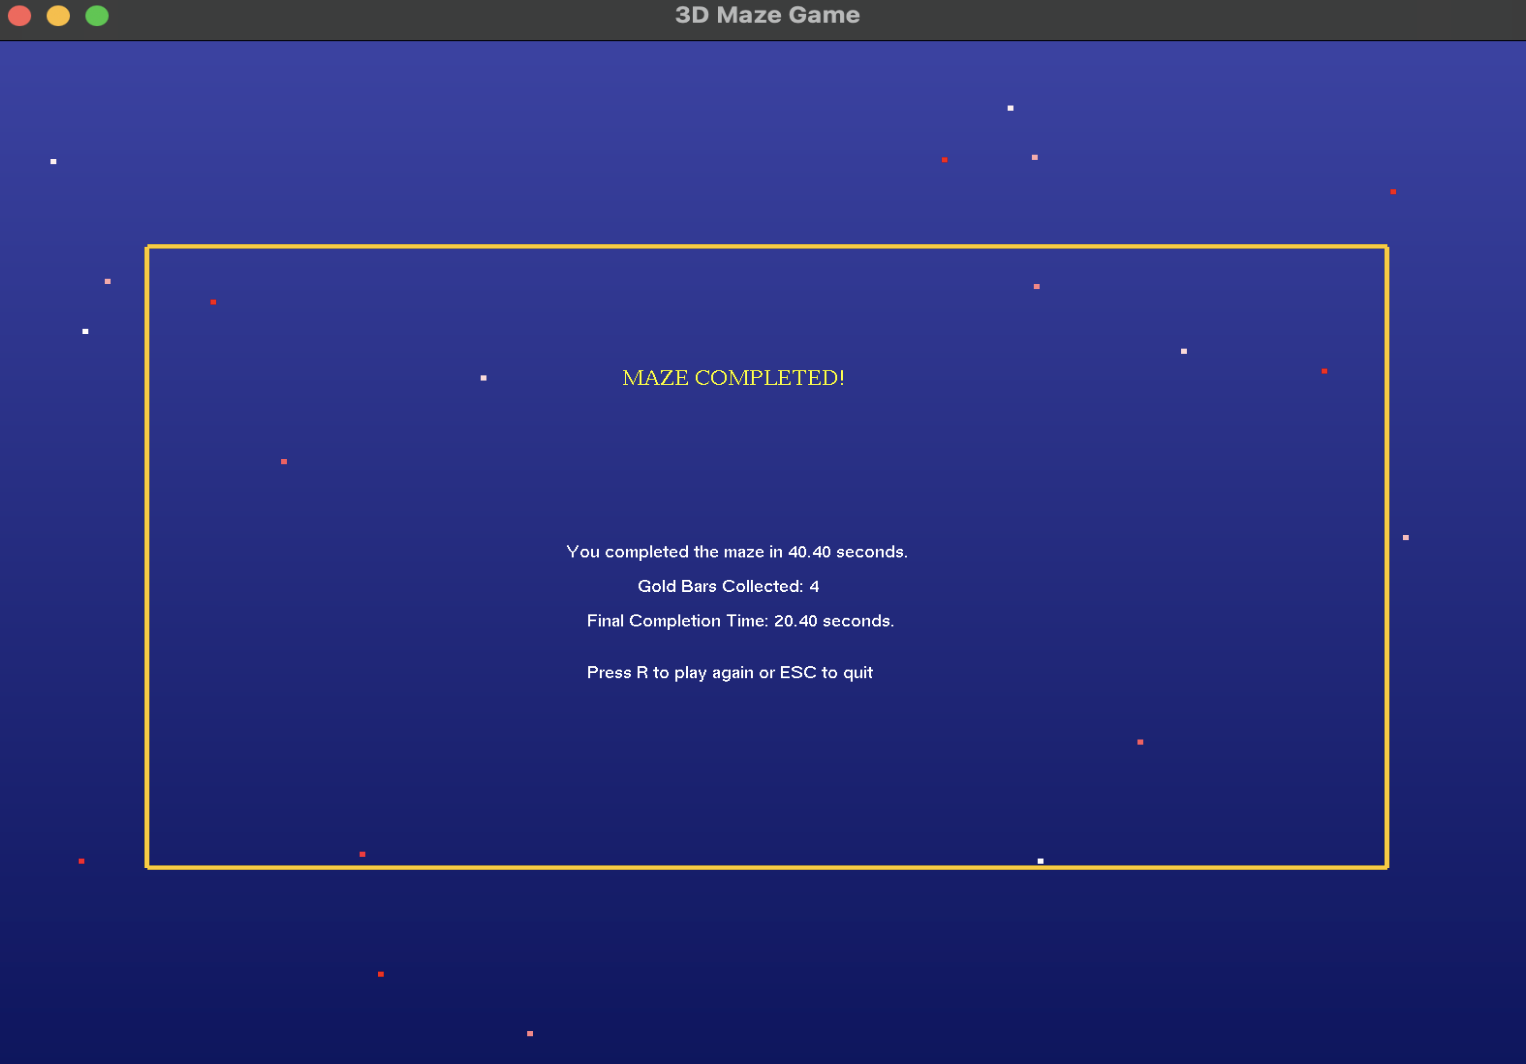 3D Maze Game
MAZE COMPLETED!
You completed the maze in 40.40 seconds.
Gold Bars Collected: 4
Final Completion Time: 20.40 seconds.
Press R to play again or ESC to quit